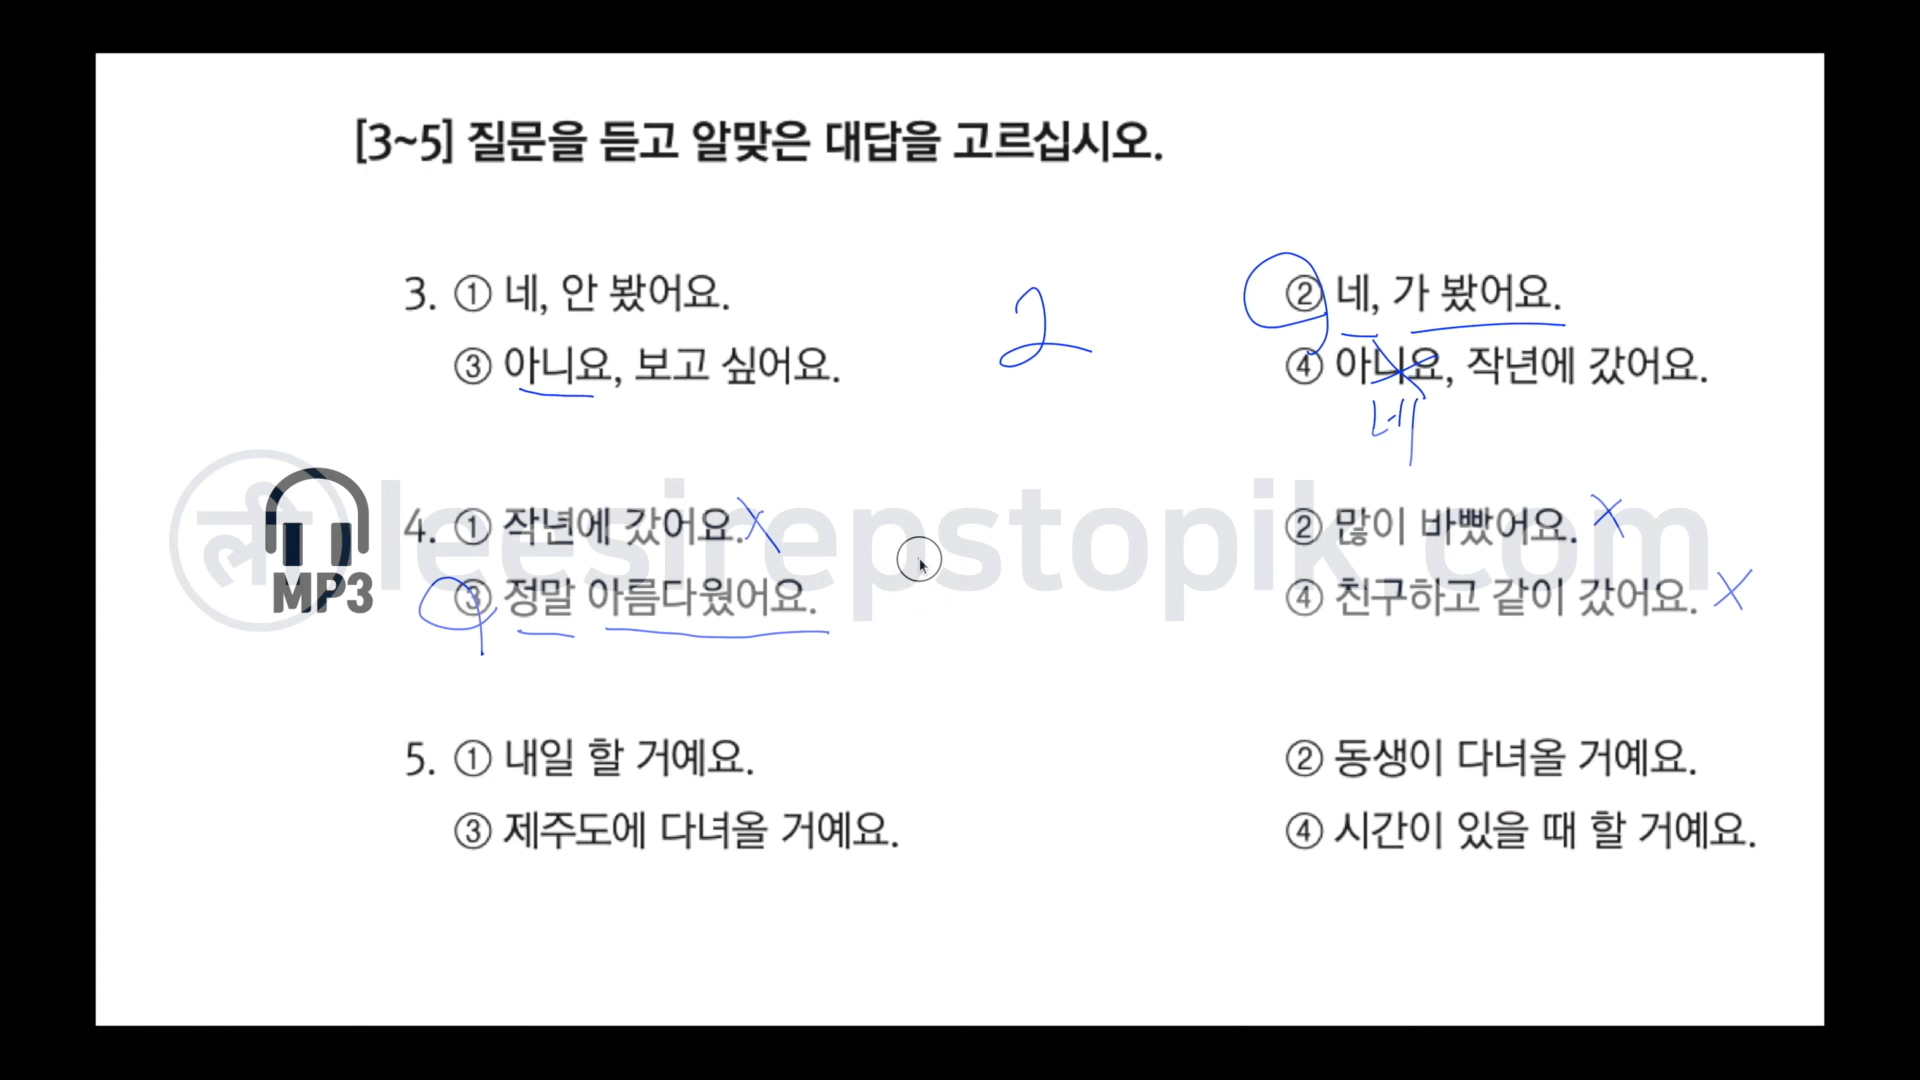 [3~5] 질문을 듣고 알맞은 대답을 고르십시오.
3. ① 네, 안 봤어요. ② 네, 가 봤어요.
2
③ 아니요, 보고 싶어요. ④ 아니요, 작년에 갔어요.
네
4. ① 작년에 갔어요. X ② 많이 바빴어요. X
ली leesirepstopik.com
MP3
③ 정말 아름다웠어요. ④ 친구하고 같이 갔어요. X
5. ① 내일 할 거예요. ② 동생이 다녀올 거예요.
③ 제주도에 다녀올 거예요. ④ 시간이 있을 때 할 거예요.